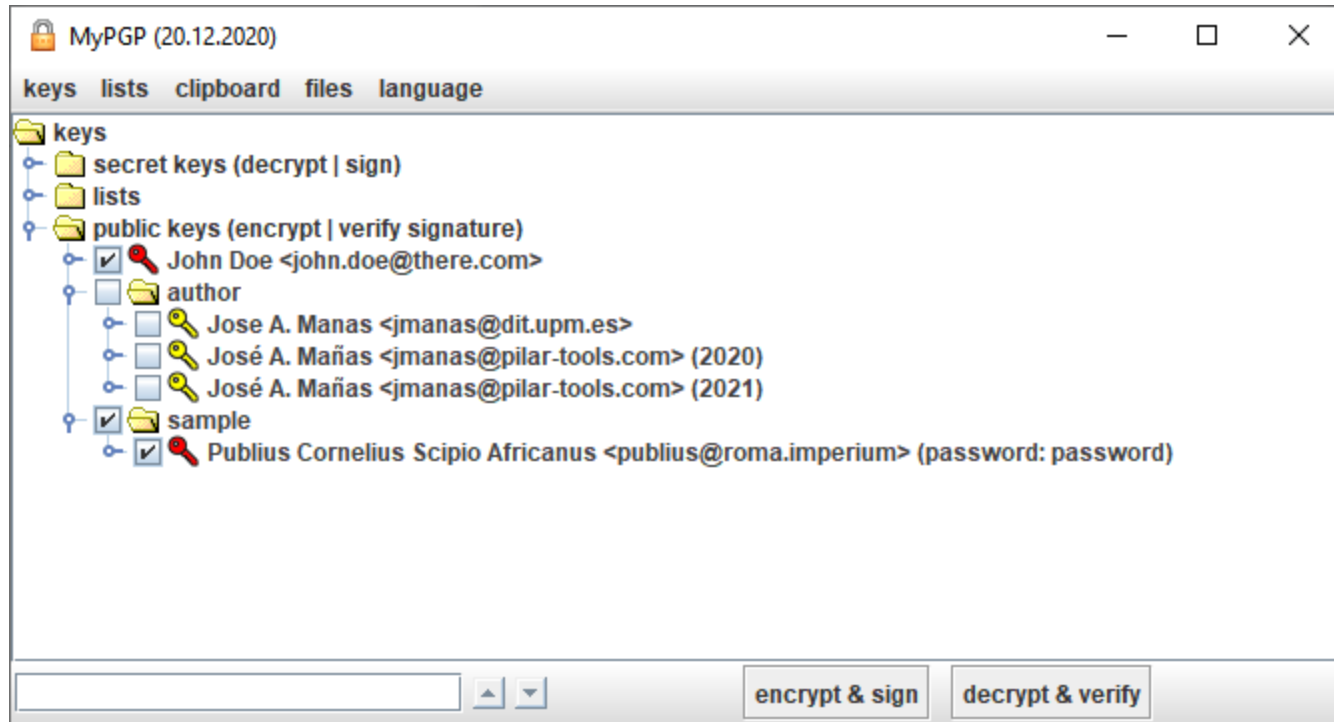 MyPGP (20.12.2020)
keys lists clipboard files language
keys
secret keys (decrypt | sign)
lists
public keys (encrypt | verify signature)
John Doe <john.doe@there.com>
author
Jose A. Manas <jmanas@dit.upm.es>
José A. Mañas <jmanas@pilar-tools.com> (2020)
José A. Mañas <jmanas@pilar-tools.com> (2021)
sample
Publius Cornelius Scipio Africanus <publius@roma.imperium> (password: password)
encrypt & sign decrypt & verify